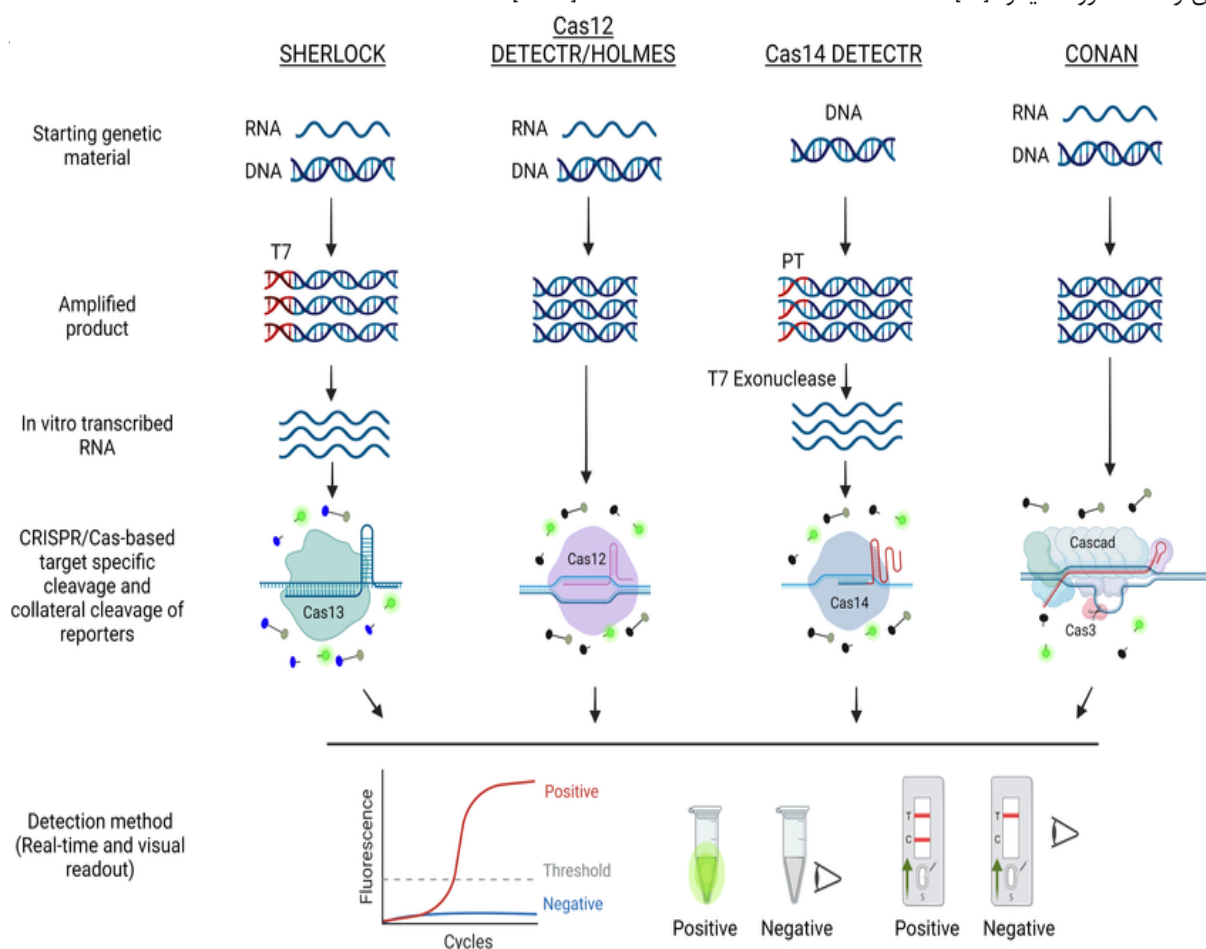 SHERLOCK
Cas12
DETECTR/HOLMES
Cas14 DETECTR
CONAN
Starting genetic
material
RNA
DNA
RNA
DNA
DNA
RNA
DNA
Amplified
product
T7
PT
T7 Exonuclease
In vitro transcribed
RNA
CRISPR/Cas-based
target specific
cleavage and
collateral cleavage of
reporters
Cas13
Cas12
Cas14
Cascad
Cas3
Detection method
(Real-time and visual
readout)
Fluorescence
Positive
Threshold
Negative
Cycles
Positive
Negative
T
C
S
Positive
T
C
S
Negative